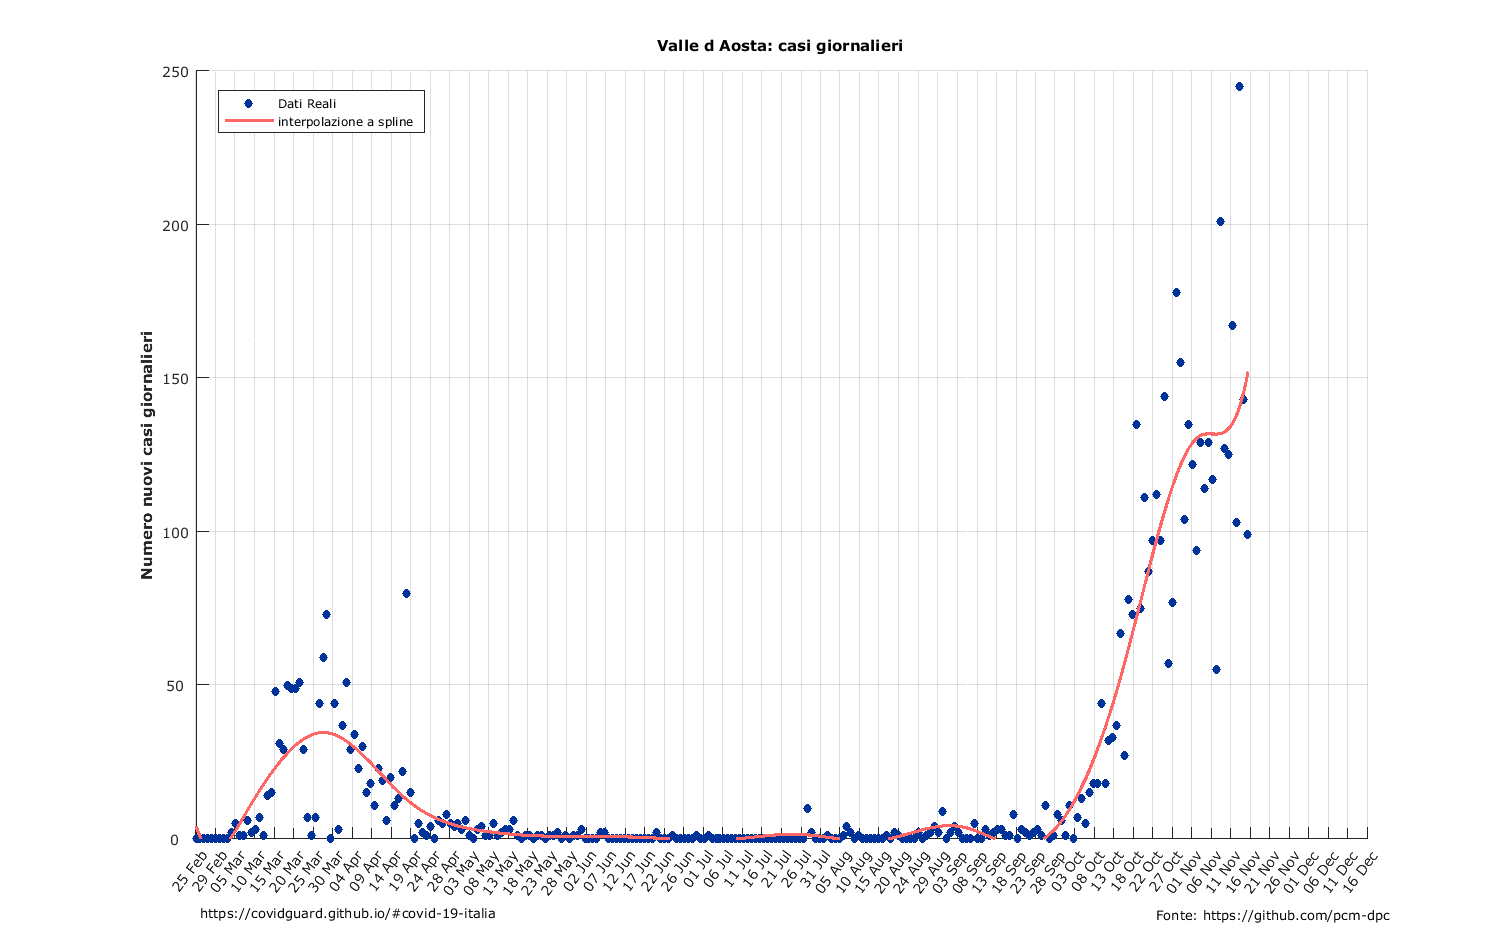 Valle d Aosta: casi giornalieri
Dati Reali
interpolazione a spline
Numero nuovi casi giornalieri
250
200
150
100
50
0
25 Feb
29 Feb
05 Mar
10 Mar
15 Mar
20 Mar
25 Mar
30 Mar
04 Apr
09 Apr
14 Apr
19 Apr
24 Apr
28 Apr
03 May
08 May
13 May
18 May
23 May
28 May
02 Jun
07 Jun
12 Jun
17 Jun
22 Jun
26 Jun
01 Jul
06 Jul
11 Jul
16 Jul
21 Jul
26 Jul
31 Jul
05 Aug
10 Aug
15 Aug
20 Aug
24 Aug
29 Aug
03 Sep
08 Sep
13 Sep
18 Sep
23 Sep
28 Sep
03 Oct
08 Oct
13 Oct
18 Oct
22 Oct
27 Oct
01 Nov
06 Nov
11 Nov
16 Nov
21 Nov
26 Nov
01 Dec
06 Dec
11 Dec
16 Dec
https://covidguard.github.io/#covid-19-italia
Fonte: https://github.com/pcm-dpc